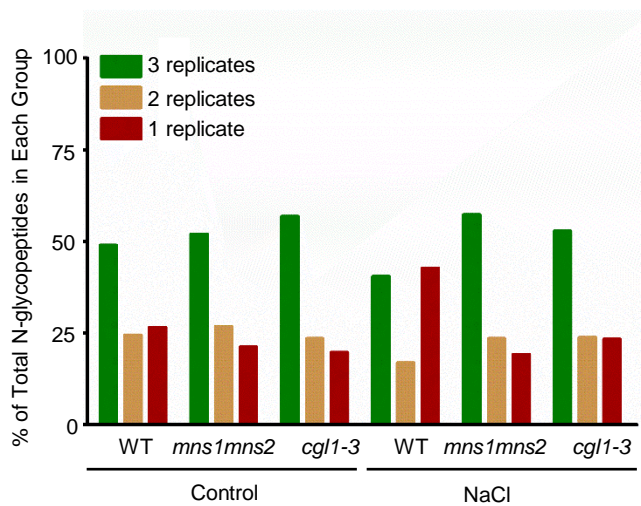 % of Total N-glycopeptides in Each Group
100
75
50
25
0
3 replicates
2 replicates
1 replicate
WT mns1mns2 cgl1-3 WT mns1mns2 cgl1-3
Control NaCl